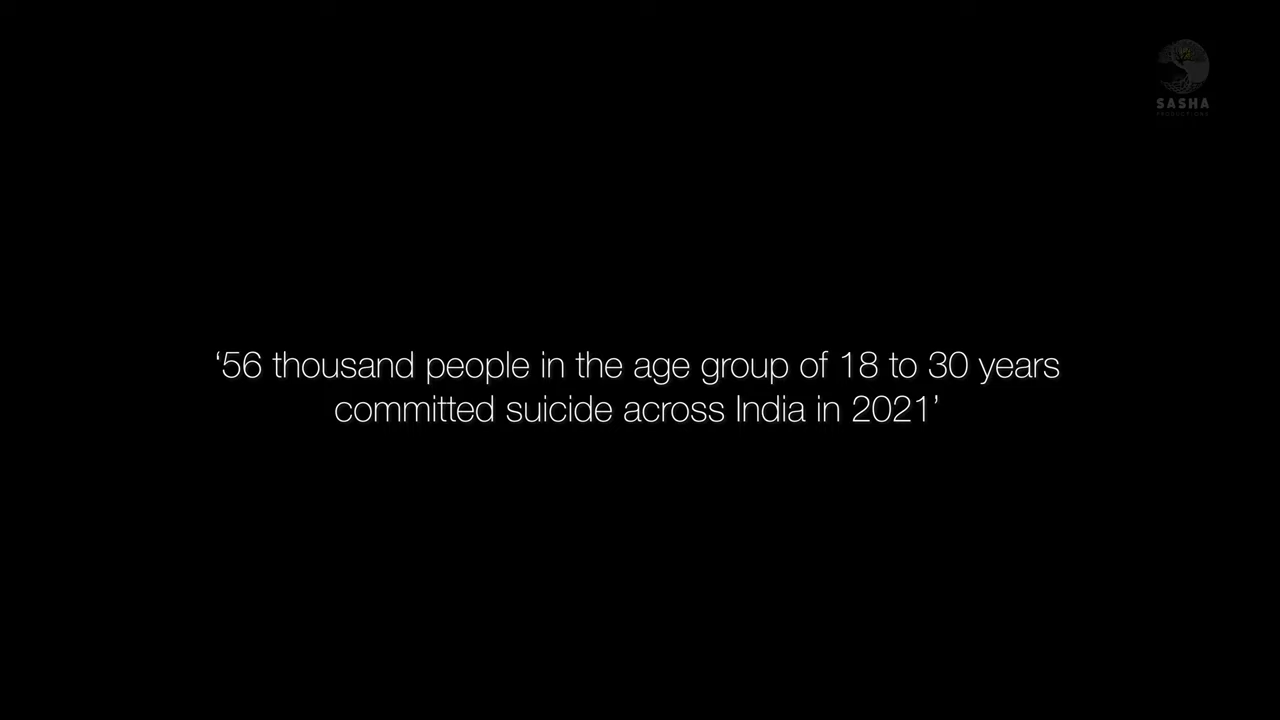 SASHA
PRODUCTIONS
‘56 thousand people in the age group of 18 to 30 years
committed suicide across India in 2021’